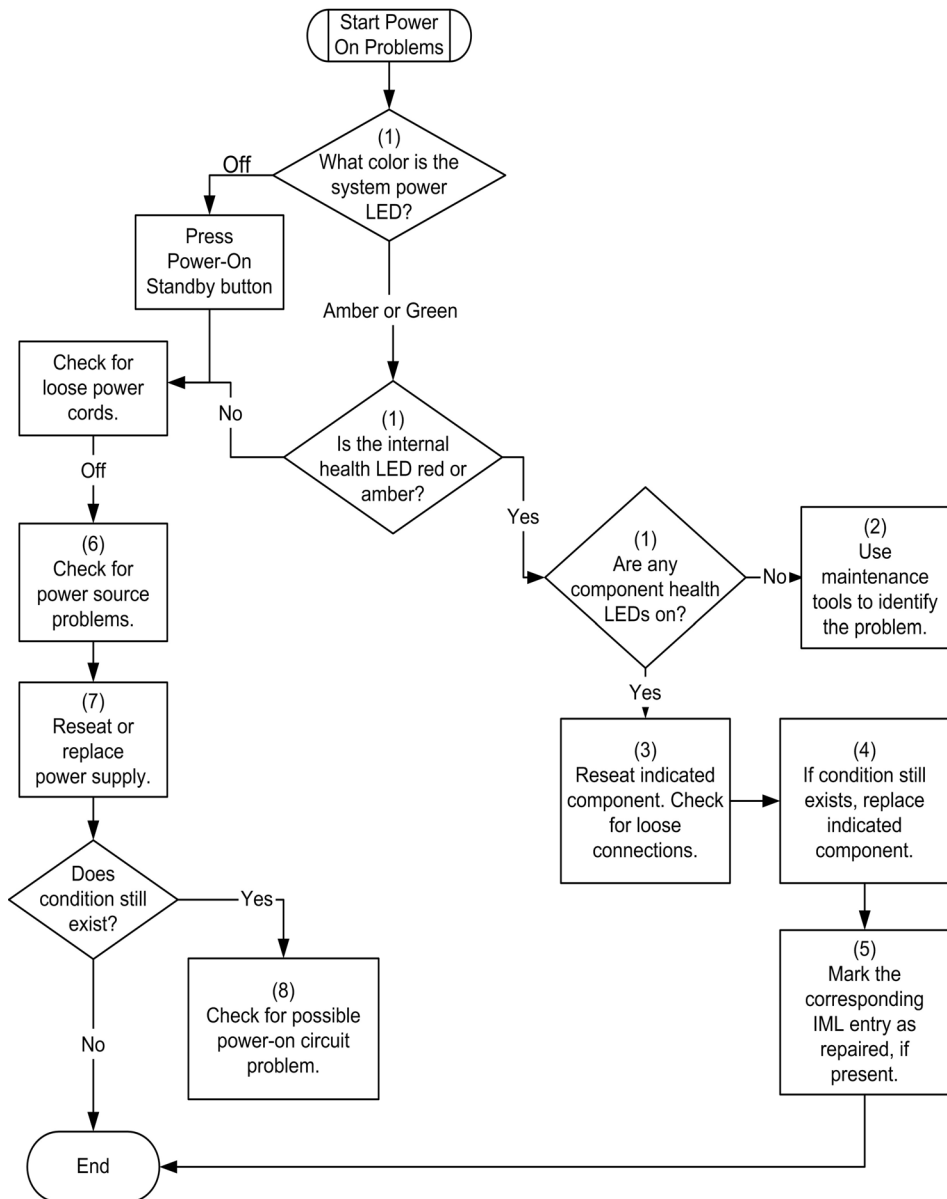 Start Power
On Problems
(1)
What color is the
system power
LED?
Off
Press
Power-On
Standby button
Amber or Green
Check for
loose power
cords.
No
(1)
Is the internal
health LED red or
amber?
Off
Yes
(6)
Check for
power source
problems.
(1)
Are any
component health
LEDs on?
No
(2)
Use
maintenance
tools to identify
the problem.
(7)
Reseat or
replace
power supply.
Yes
(3)
Reseat indicated
component. Check
for loose
connections.
(4)
If condition still
exists, replace
indicated
component.
Does
condition still
exist?
Yes
(8)
Check for possible
power-on circuit
problem.
(5)
Mark the
corresponding
IML entry as
repaired, if
present.
No
End